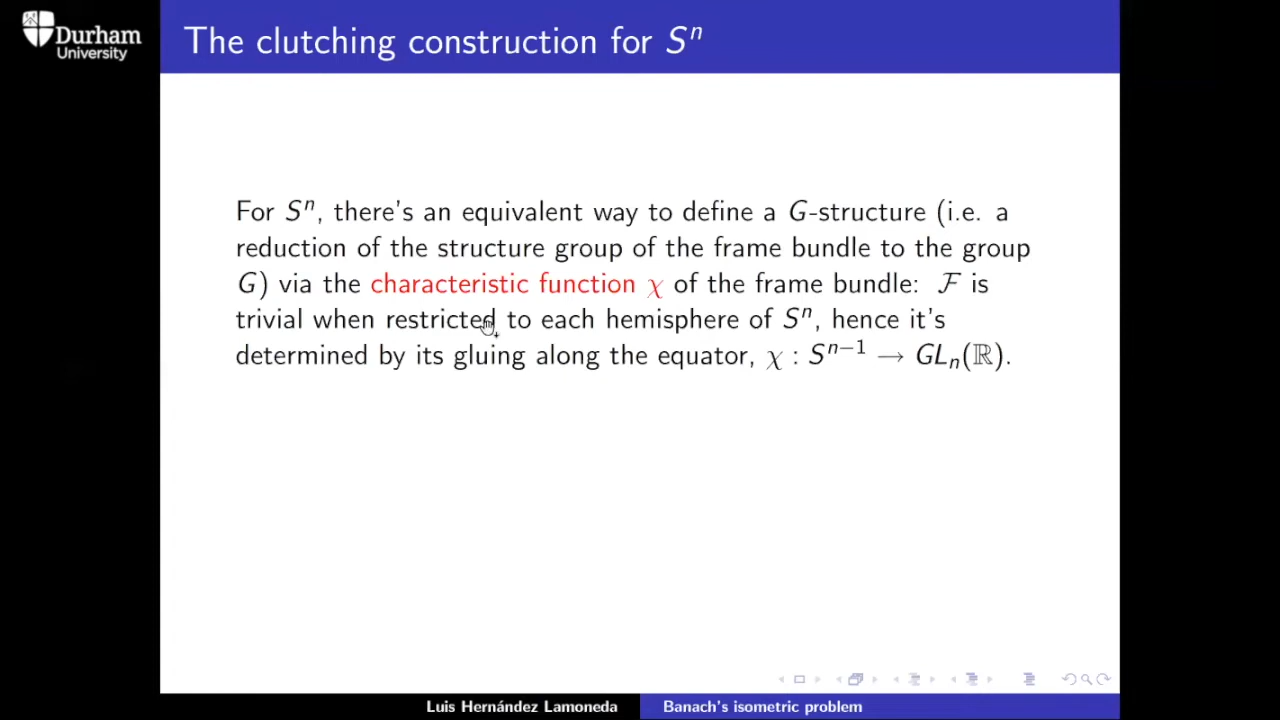 Durham
University
The clutching construction for Sⁿ
For Sⁿ, there's an equivalent way to define a G-structure (i.e. a
reduction of the structure group of the frame bundle to the group
G) via the characteristic function χ of the frame bundle: ℱ is
trivial when restricted to each hemisphere of Sⁿ, hence it's
determined by its gluing along the equator, χ : Sⁿ⁻¹ → GLₙ(ℝ).
Luis Hernández Lamoneda
Banach's isometric problem